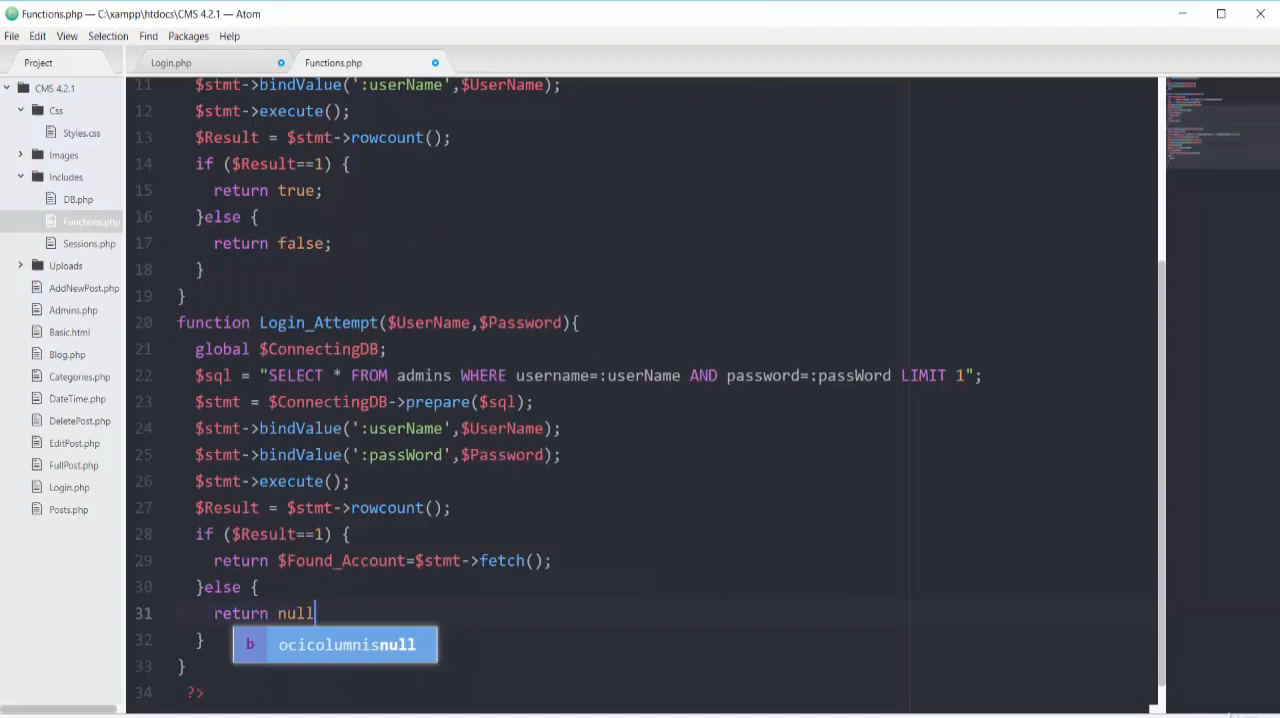 Functions.php — C:\xampp\htdocs\CMS 4.2.1 — Atom
File Edit View Selection Find Packages Help
Project
Login.php
Functions.php
CMS 4.2.1
Css
Styles.css
Images
Includes
DB.php
Functions.php
Sessions.php
Uploads
AddNewPost.php
Admins.php
Basic.html
Blog.php
Categories.php
DateTime.php
DeletePost.php
EditPost.php
FullPost.php
Login.php
Posts.php
11 $stmt->bindValue(':userName',$UserName);
12 $stmt->execute();
13 $Result = $stmt->rowcount();
14 if ($Result==1) {
15 return true;
16 }else {
17 return false;
18 }
19 }
20 function Login_Attempt($UserName,$Password){
21 global $ConnectingDB;
22 $sql = "SELECT * FROM admins WHERE username=:userName AND password=:passWord LIMIT 1";
23 $stmt = $ConnectingDB->prepare($sql);
24 $stmt->bindValue(':userName',$UserName);
25 $stmt->bindValue(':passWord',$Password);
26 $stmt->execute();
27 $Result = $stmt->rowcount();
28 if ($Result==1) {
29 return $Found_Account=$stmt->fetch();
30 }else {
31 return null
32 }
b ocicolumnisnull
33 }
34 ?>